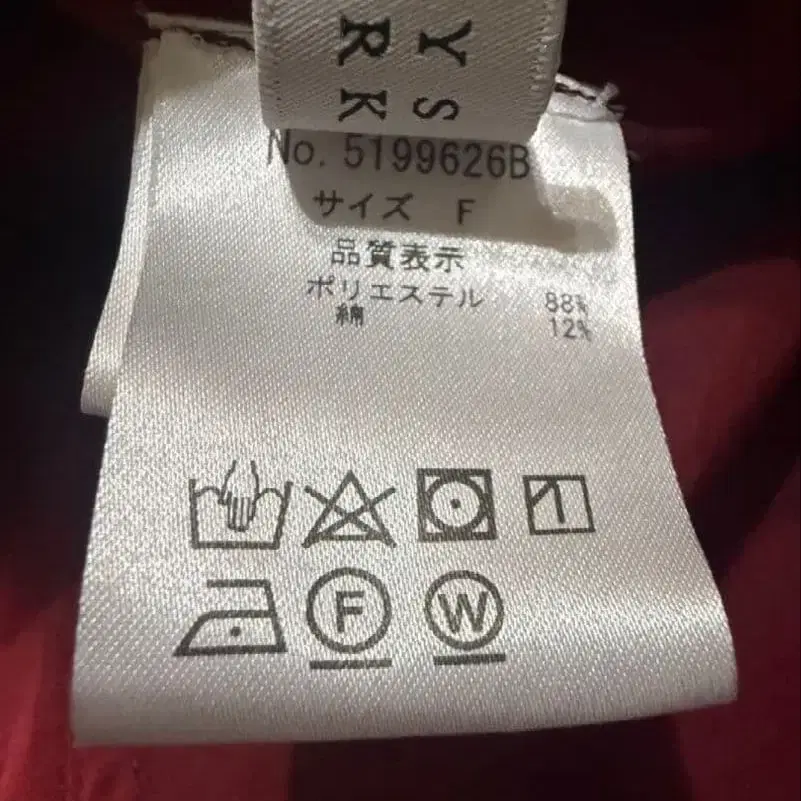 Y S
R K
No. 5199626B
サイズ F
品質表示
ポリエステル 88%
綿 12%
F W